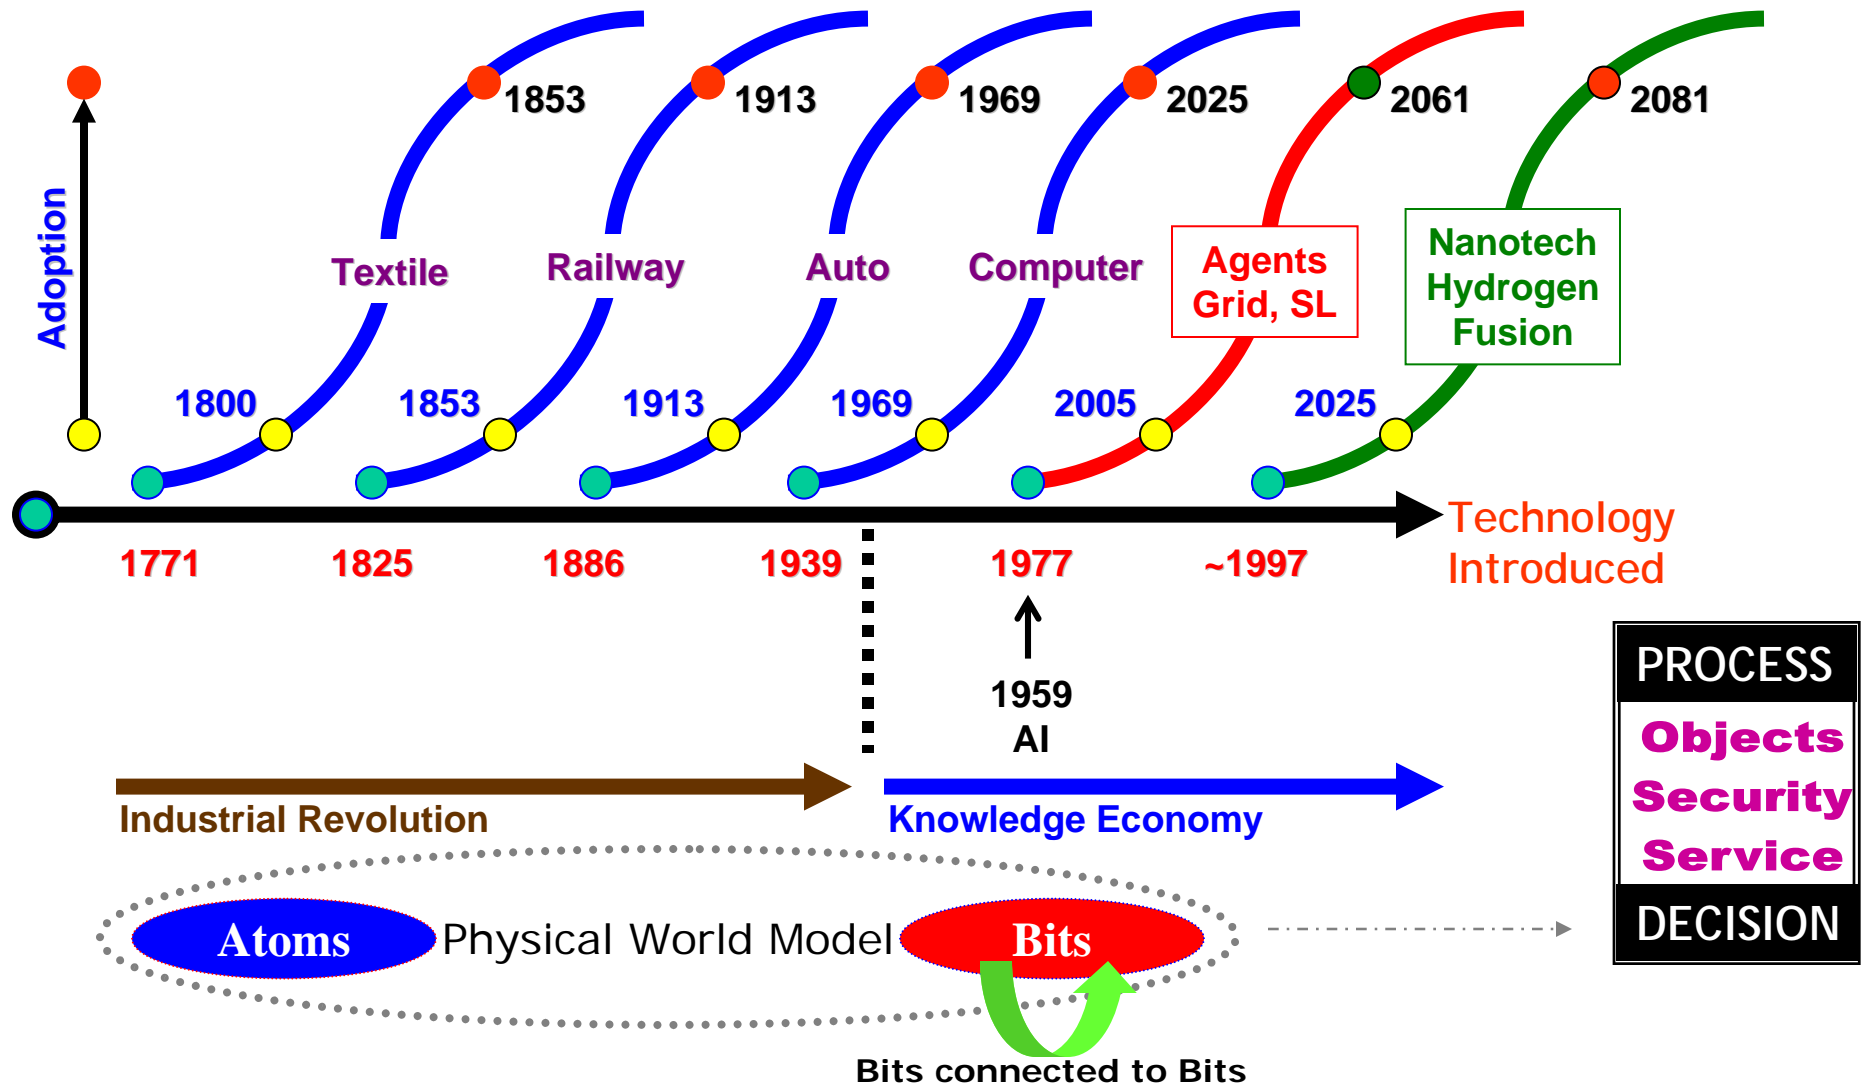 1853
1913
1969
2025
2061
2081
Adoption
Textile
Railway
Auto
Computer
Agents
Grid, SL
Nanotech
Hydrogen
Fusion
1800
1853
1913
1969
2005
2025
Technology
Introduced
1771
1825
1886
1939
1977
~1997
1959
AI
Industrial Revolution
Knowledge Economy
Atoms
Physical World Model
Bits
Bits connected to Bits
PROCESS
Objects
Security
Service
DECISION